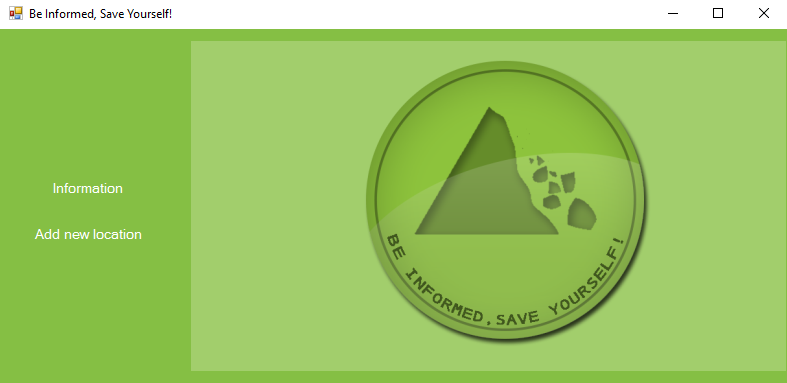 Be Informed, Save Yourself!
Information
Add new location
BE INFORMED,SAVE YOURSELF!